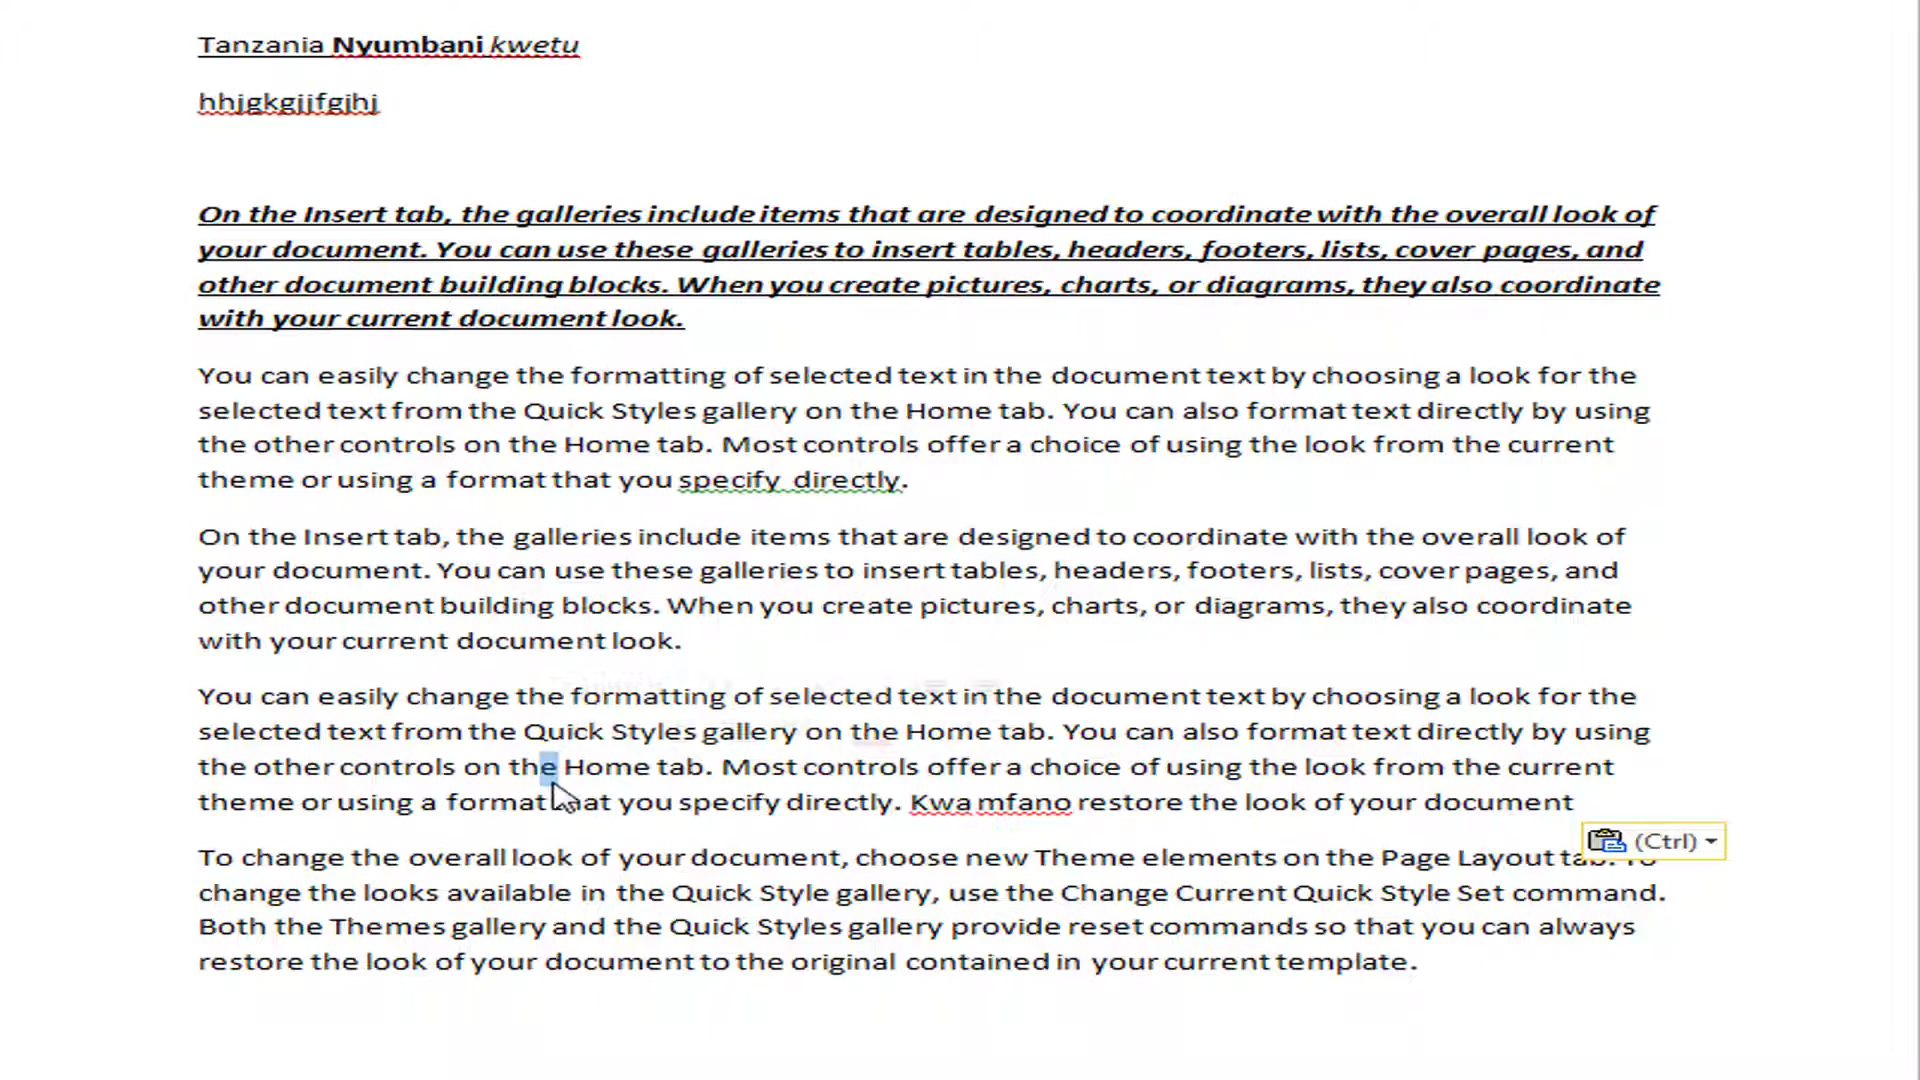 Tanzania Nyumbani kwetu
hhjgkgjjfgjhj
On the Insert tab, the galleries include items that are designed to coordinate with the overall look of
your document. You can use these galleries to insert tables, headers, footers, lists, cover pages, and
other document building blocks. When you create pictures, charts, or diagrams, they also coordinate
with your current document look.
You can easily change the formatting of selected text in the document text by choosing a look for the
selected text from the Quick Styles gallery on the Home tab. You can also format text directly by using
the other controls on the Home tab. Most controls offer a choice of using the look from the current
theme or using a format that you specify directly.
On the Insert tab, the galleries include items that are designed to coordinate with the overall look of
your document. You can use these galleries to insert tables, headers, footers, lists, cover pages, and
other document building blocks. When you create pictures, charts, or diagrams, they also coordinate
with your current document look.
You can easily change the formatting of selected text in the document text by choosing a look for the
selected text from the Quick Styles gallery on the Home tab. You can also format text directly by using
the other controls on the Home tab. Most controls offer a choice of using the look from the current
theme or using a format that you specify directly. Kwa mfano restore the look of your document
(Ctrl)
To change the overall look of your document, choose new Theme elements on the Page Layout tab. To
change the looks available in the Quick Style gallery, use the Change Current Quick Style Set command.
Both the Themes gallery and the Quick Styles gallery provide reset commands so that you can always
restore the look of your document to the original contained in your current template.